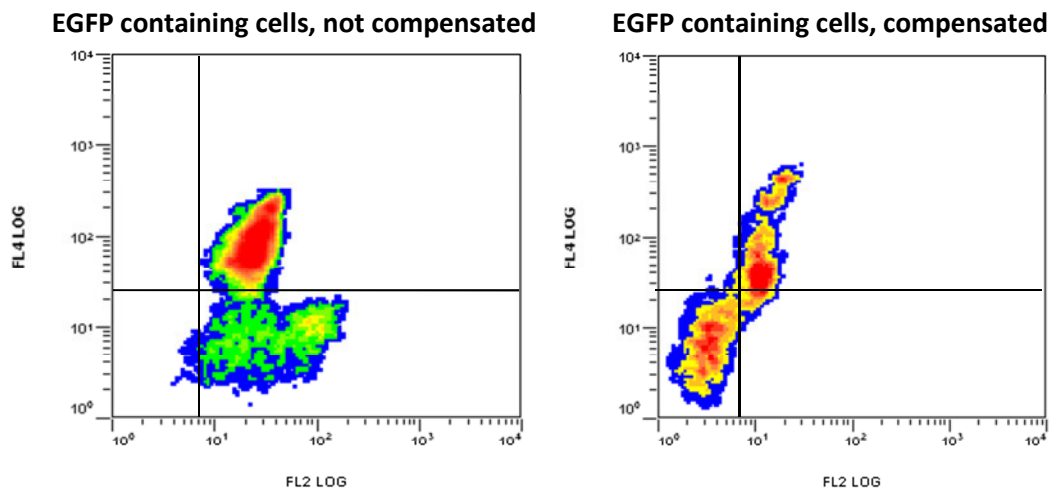 EGFP containing cells, not compensated
EGFP containing cells, compensated
10⁴
10³
10²
10¹
10⁰
FL4 LOG
10⁰ 10¹ 10² 10³ 10⁴
FL2 LOG
10⁴
10³
10²
10¹
10⁰
FL4 LOG
10⁰ 10¹ 10² 10³ 10⁴
FL2 LOG